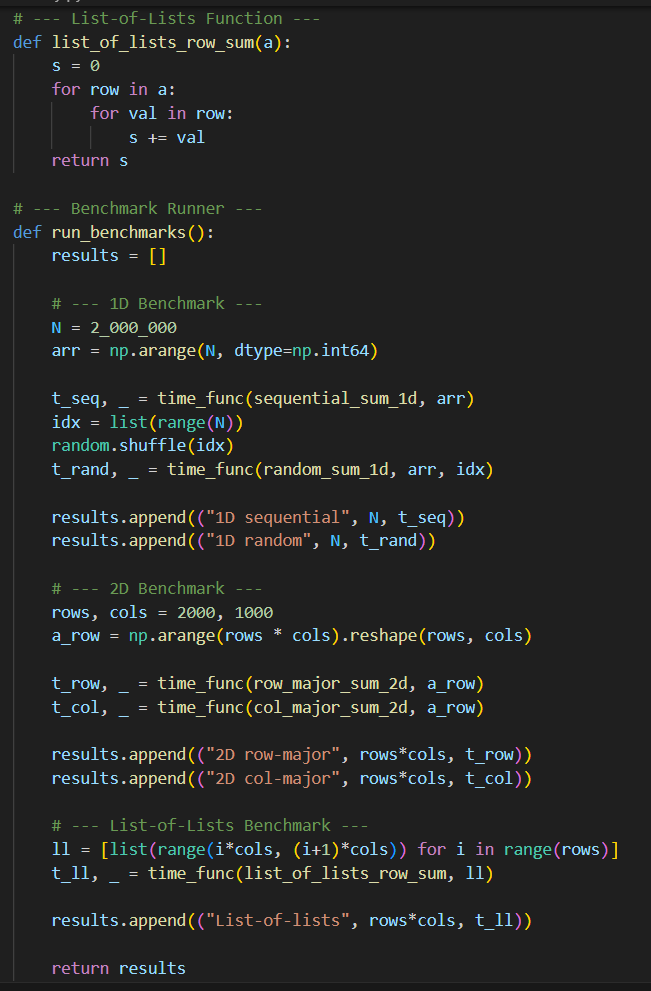 # --- List-of-Lists Function ---
def list_of_lists_row_sum(a):
    s = 0
    for row in a:
        for val in row:
            s += val
    return s

# --- Benchmark Runner ---
def run_benchmarks():
    results = []

    # --- 1D Benchmark ---
    N = 2_000_000
    arr = np.arange(N, dtype=np.int64)

    t_seq, _ = time_func(sequential_sum_1d, arr)
    idx = list(range(N))
    random.shuffle(idx)
    t_rand, _ = time_func(random_sum_1d, arr, idx)

    results.append(("1D sequential", N, t_seq))
    results.append(("1D random", N, t_rand))

    # --- 2D Benchmark ---
    rows, cols = 2000, 1000
    a_row = np.arange(rows * cols).reshape(rows, cols)

    t_row, _ = time_func(row_major_sum_2d, a_row)
    t_col, _ = time_func(col_major_sum_2d, a_row)

    results.append(("2D row-major", rows*cols, t_row))
    results.append(("2D col-major", rows*cols, t_col))

    # --- List-of-Lists Benchmark ---
    ll = [list(range(i*cols, (i+1)*cols)) for i in range(rows)]
    t_ll, _ = time_func(list_of_lists_row_sum, ll)

    results.append(("List-of-lists", rows*cols, t_ll))

    return results